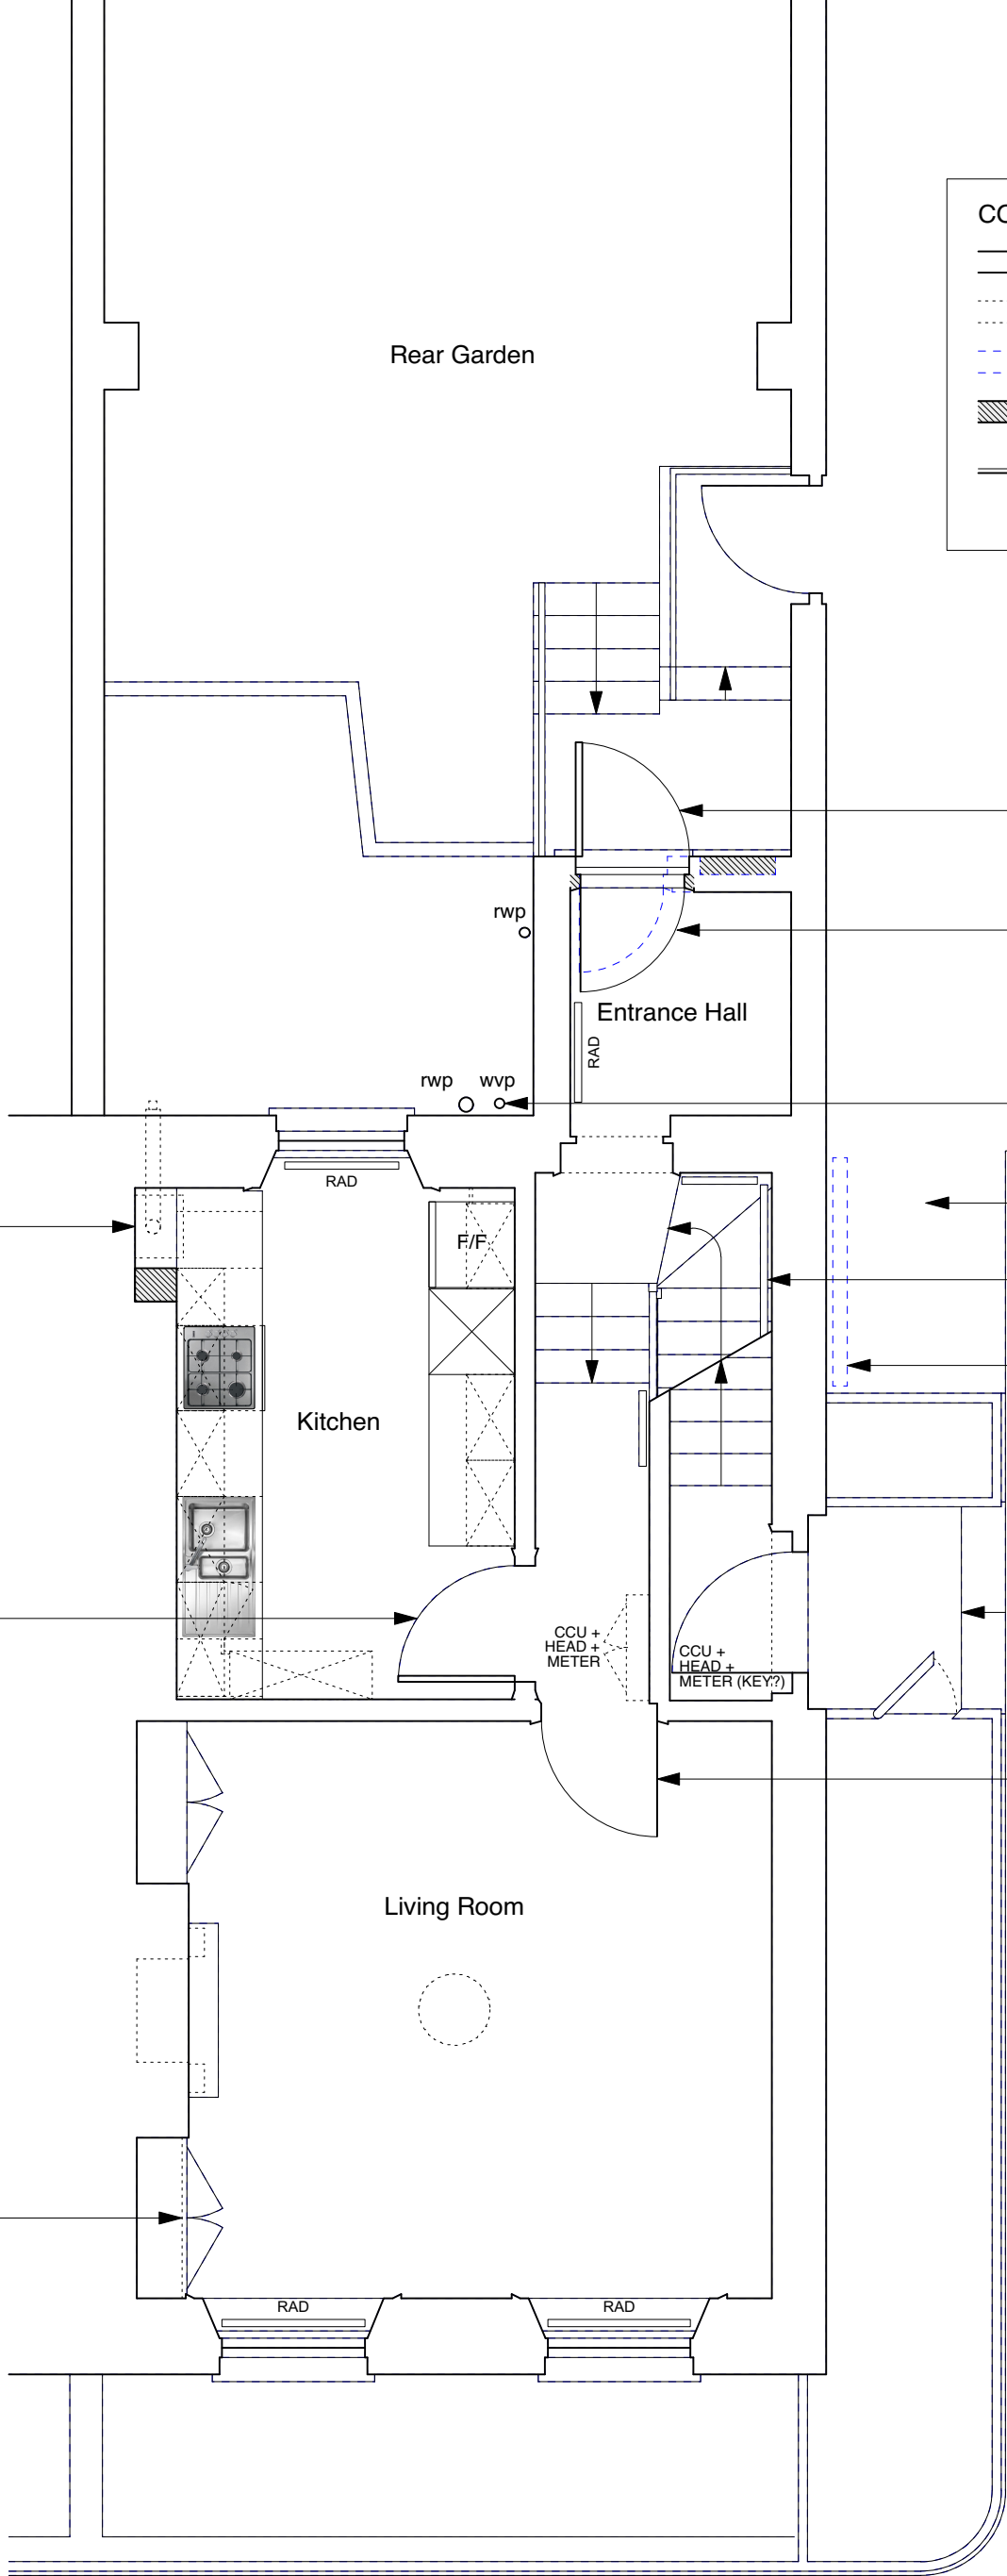 CO
Rear Garden
rwp
Entrance Hall
RAD
rwp wvp
RAD
F/F
Kitchen
CCU +
HEAD +
METER
CCU +
HEAD +
METER (KEY?)
Living Room
RAD
RAD